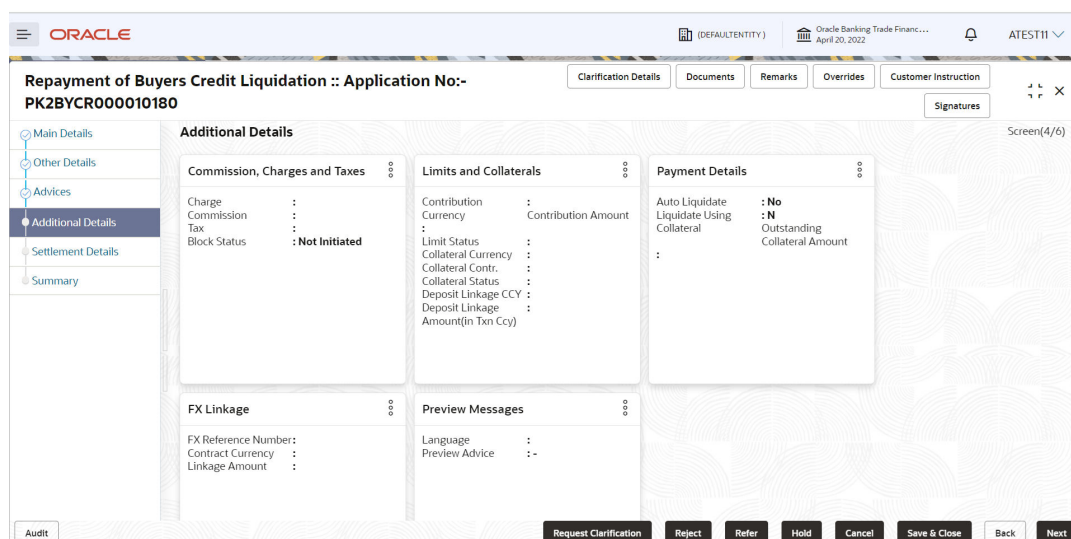 ORACLE
(DEFAULTENTITY )
Oracle Banking Trade Financ...
April 20, 2022
ATEST11
Repayment of Buyers Credit Liquidation :: Application No:-
PK2BYCR000010180
Clarification Details
Documents
Remarks
Overrides
Customer Instruction
Signatures
Main Details
Other Details
Advices
Additional Details
Settlement Details
Summary
Additional Details
Screen(4/6)
Commission, Charges and Taxes
Charge :
Commission :
Tax :
Block Status : Not Initiated
Limits and Collaterals
Contribution :
Currency Contribution Amount
:
Limit Status :
Collateral Currency :
Collateral Contr. :
Collateral Status :
Deposit Linkage CCY :
Deposit Linkage :
Amount(in Txn Ccy)
Payment Details
Auto Liquidate : No
Liquidate Using : N
Collateral Outstanding
Collateral Amount
:
FX Linkage
FX Reference Number:
Contract Currency :
Linkage Amount :
Preview Messages
Language :
Preview Advice : -
Audit
Request Clarification
Reject
Refer
Hold
Cancel
Save & Close
Back
Next